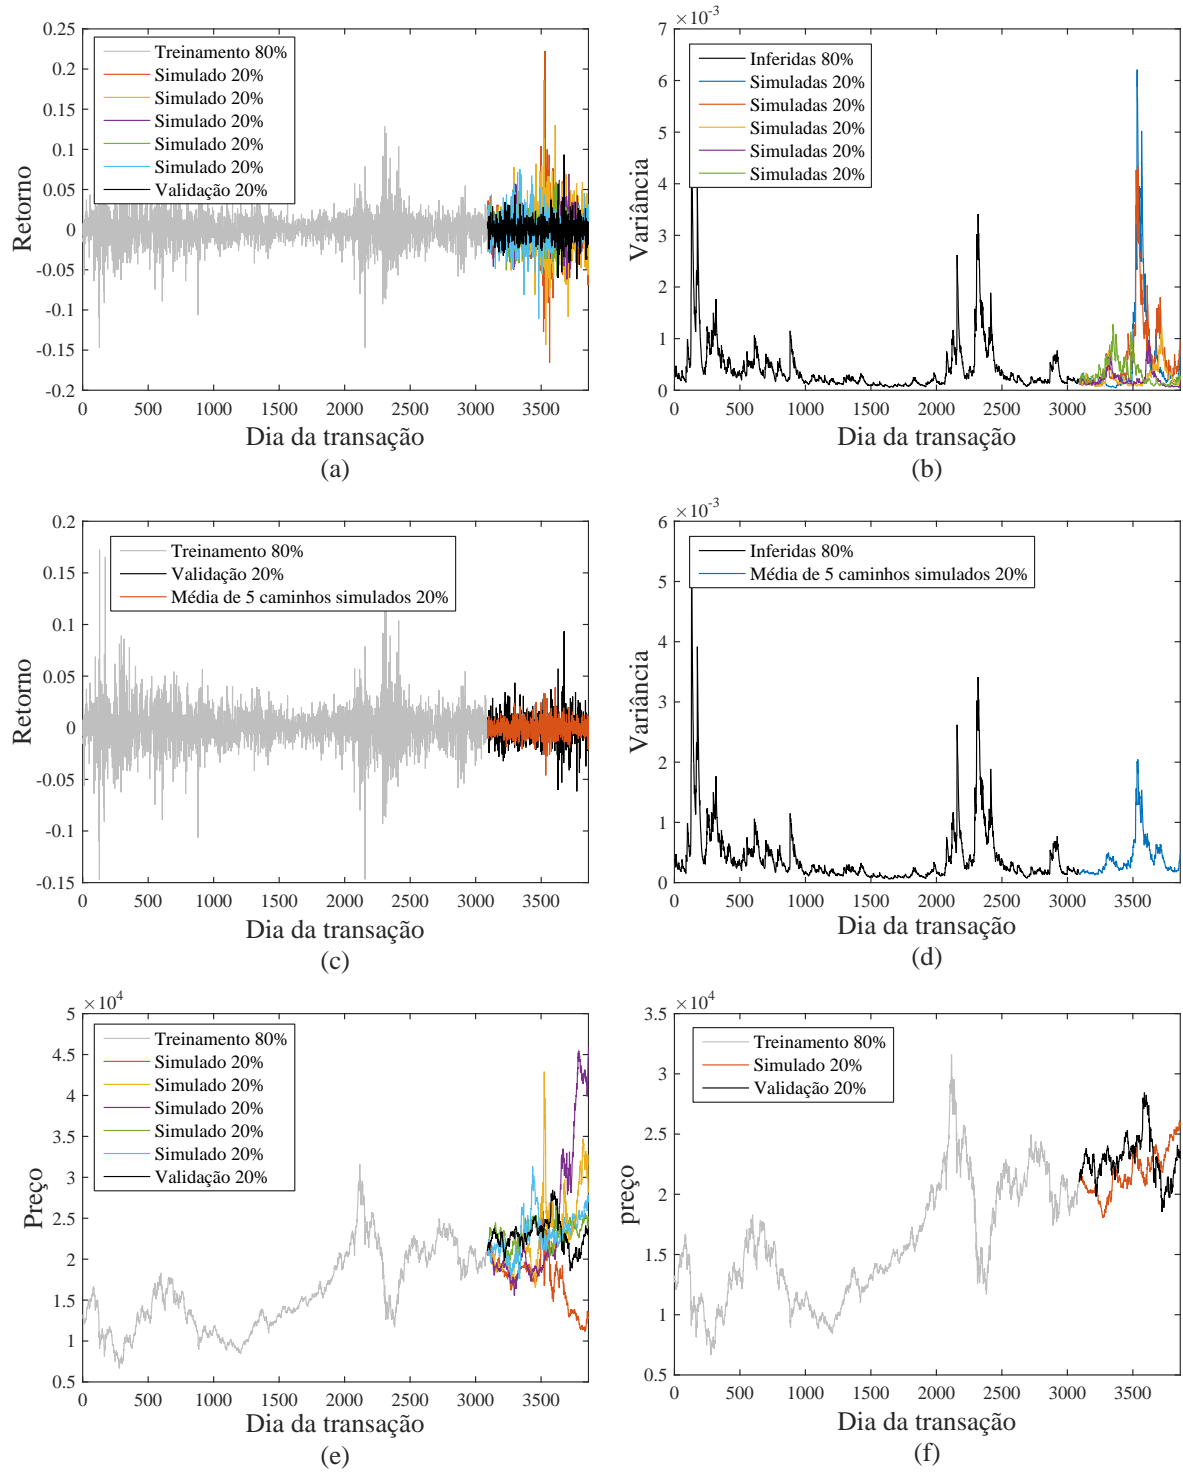 0.25
0.2
0.15
0.1
0.05
0
-0.05
-0.1
-0.15
-0.2
Retorno
Treinamento 80%
Simulado 20%
Simulado 20%
Simulado 20%
Simulado 20%
Simulado 20%
Validação 20%
0 500 1000 1500 2000 2500 3000 3500
Dia da transação
(a)
×10-3
7
6
5
4
3
2
1
0
Variância
Inferidas 80%
Simuladas 20%
Simuladas 20%
Simuladas 20%
Simuladas 20%
Simuladas 20%
0 500 1000 1500 2000 2500 3000 3500
Dia da transação
(b)
0.2
0.15
0.1
0.05
0
-0.05
-0.1
-0.15
Retorno
Treinamento 80%
Validação 20%
Média de 5 caminhos simulados 20%
0 500 1000 1500 2000 2500 3000 3500
Dia da transação
(c)
×10-3
6
5
4
3
2
1
0
Variância
Inferidas 80%
Média de 5 caminhos simulados 20%
0 500 1000 1500 2000 2500 3000 3500
Dia da transação
(d)
×104
5
4.5
4
3.5
3
2.5
2
1.5
1
0.5
Preço
Treinamento 80%
Simulado 20%
Simulado 20%
Simulado 20%
Simulado 20%
Simulado 20%
Validação 20%
0 500 1000 1500 2000 2500 3000 3500
Dia da transação
(e)
×104
3.5
3
2.5
2
1.5
1
0.5
preço
Treinamento 80%
Simulado 20%
Validação 20%
0 500 1000 1500 2000 2500 3000 3500
Dia da transação
(f)